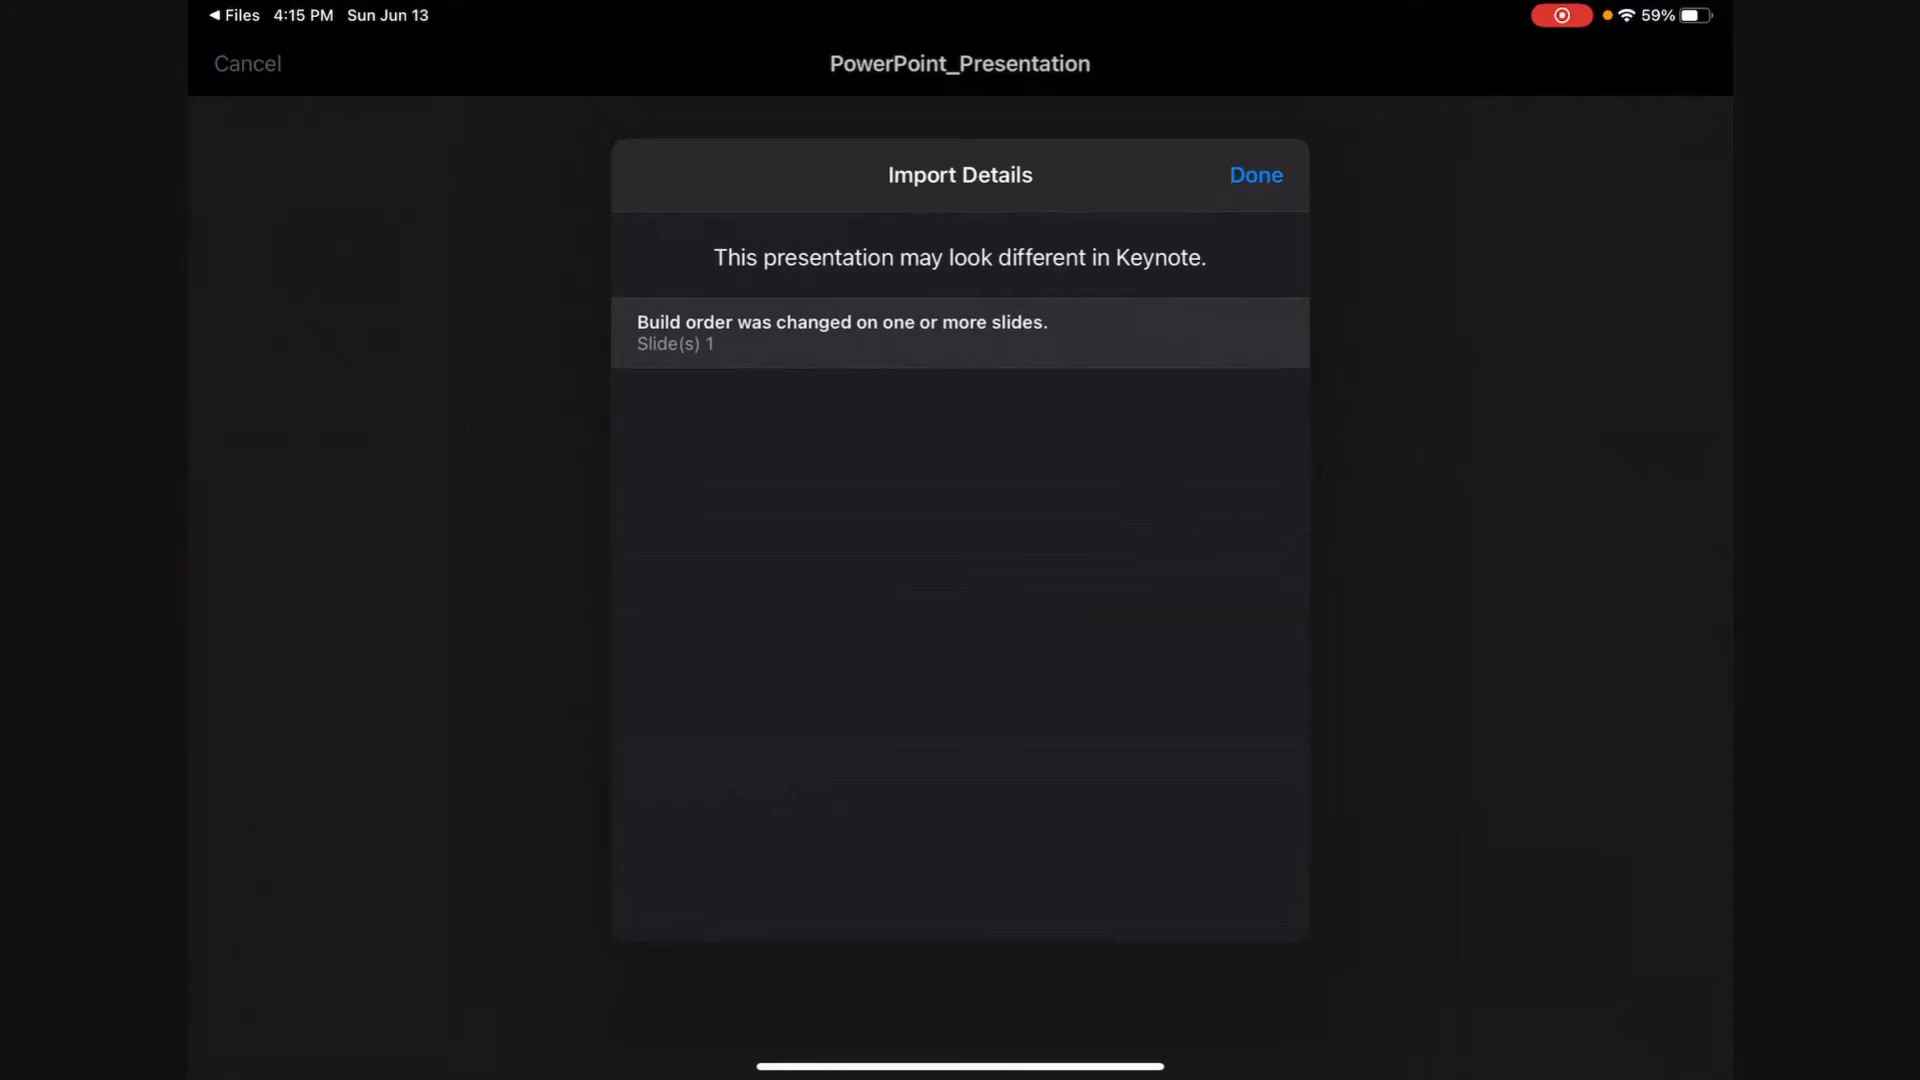 Files 4:15 PM Sun Jun 13 59%
Cancel PowerPoint_Presentation
Import Details Done
This presentation may look different in Keynote.
Build order was changed on one or more slides.
Slide(s) 1